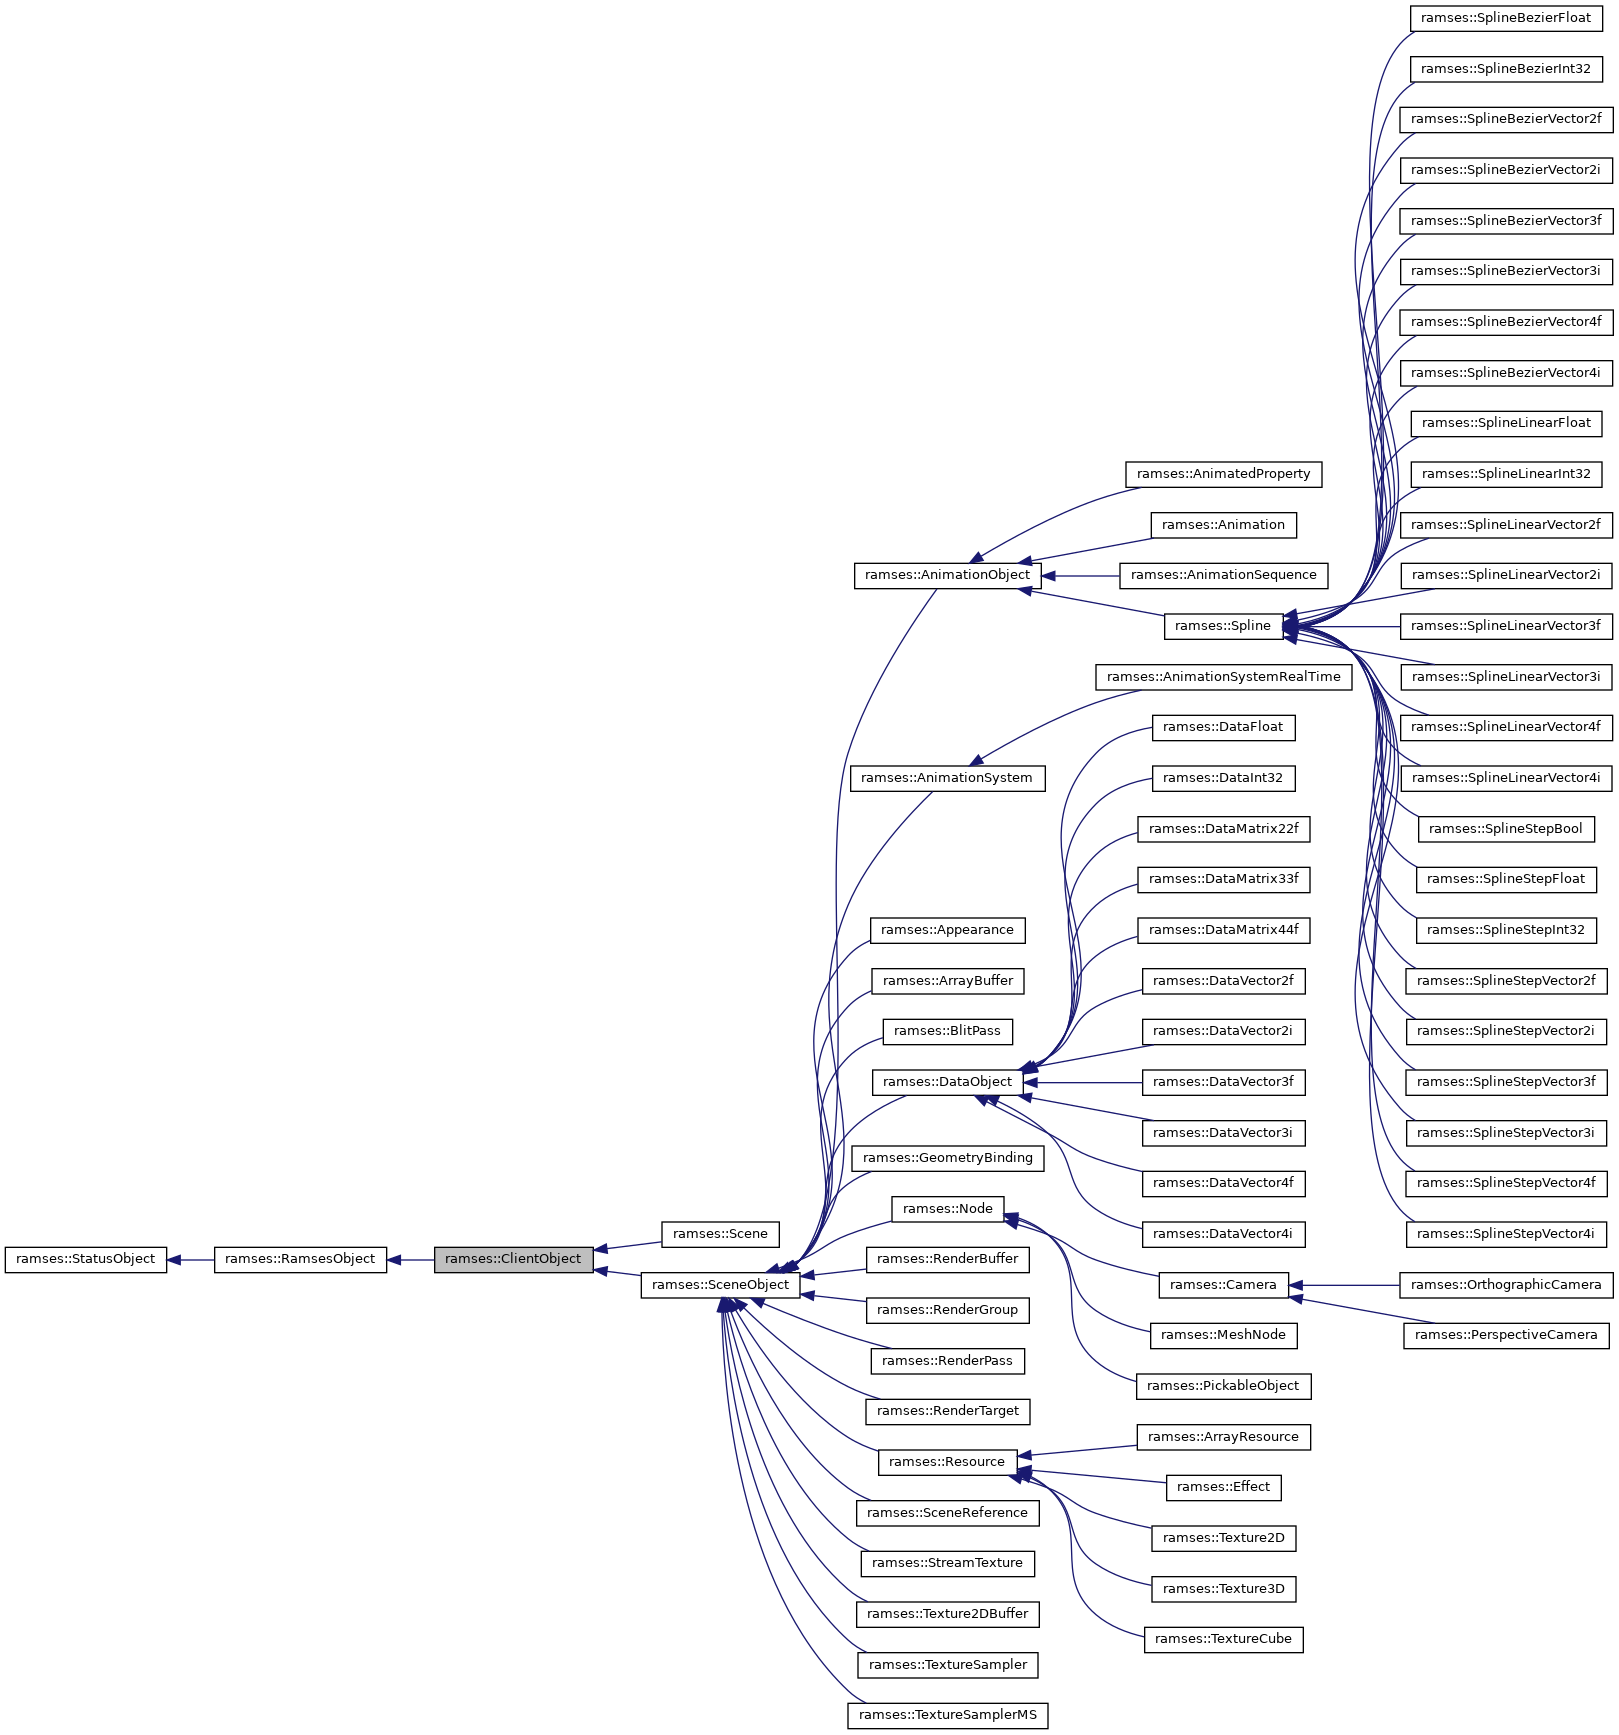 ramses::StatusObject
ramses::RamsesObject
ramses::ClientObject
ramses::Scene
ramses::SceneObject
ramses::AnimationObject
ramses::AnimationSystem
ramses::Appearance
ramses::ArrayBuffer
ramses::BlitPass
ramses::DataObject
ramses::GeometryBinding
ramses::Node
ramses::RenderBuffer
ramses::RenderGroup
ramses::RenderPass
ramses::RenderTarget
ramses::Resource
ramses::SceneReference
ramses::StreamTexture
ramses::Texture2DBuffer
ramses::TextureSampler
ramses::TextureSamplerMS
ramses::AnimatedProperty
ramses::Animation
ramses::AnimationSequence
ramses::Spline
ramses::AnimationSystemRealTime
ramses::DataFloat
ramses::DataInt32
ramses::DataMatrix22f
ramses::DataMatrix33f
ramses::DataMatrix44f
ramses::DataVector2f
ramses::DataVector2i
ramses::DataVector3f
ramses::DataVector3i
ramses::DataVector4f
ramses::DataVector4i
ramses::Camera
ramses::MeshNode
ramses::PickableObject
ramses::ArrayResource
ramses::Effect
ramses::Texture2D
ramses::Texture3D
ramses::TextureCube
ramses::SplineBezierFloat
ramses::SplineBezierInt32
ramses::SplineBezierVector2f
ramses::SplineBezierVector2i
ramses::SplineBezierVector3f
ramses::SplineBezierVector3i
ramses::SplineBezierVector4f
ramses::SplineBezierVector4i
ramses::SplineLinearFloat
ramses::SplineLinearInt32
ramses::SplineLinearVector2f
ramses::SplineLinearVector2i
ramses::SplineLinearVector3f
ramses::SplineLinearVector3i
ramses::SplineLinearVector4f
ramses::SplineLinearVector4i
ramses::SplineStepBool
ramses::SplineStepFloat
ramses::SplineStepInt32
ramses::SplineStepVector2f
ramses::SplineStepVector2i
ramses::SplineStepVector3f
ramses::SplineStepVector3i
ramses::SplineStepVector4f
ramses::SplineStepVector4i
ramses::OrthographicCamera
ramses::PerspectiveCamera